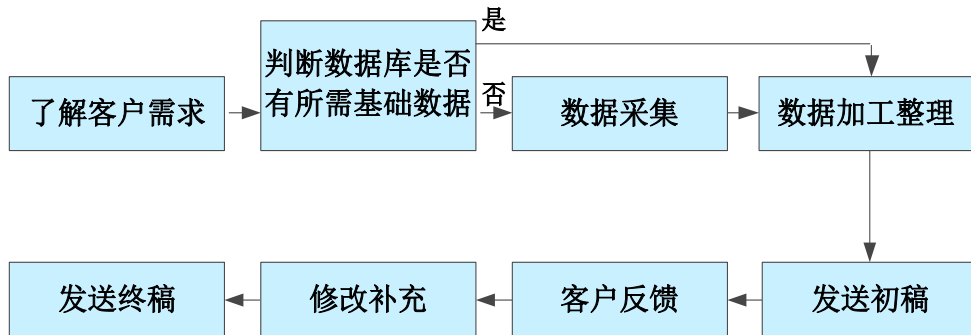 是
判断数据库是否
有所需基础数据
否
了解客户需求
数据采集
数据加工整理
发送终稿
修改补充
客户反馈
发送初稿